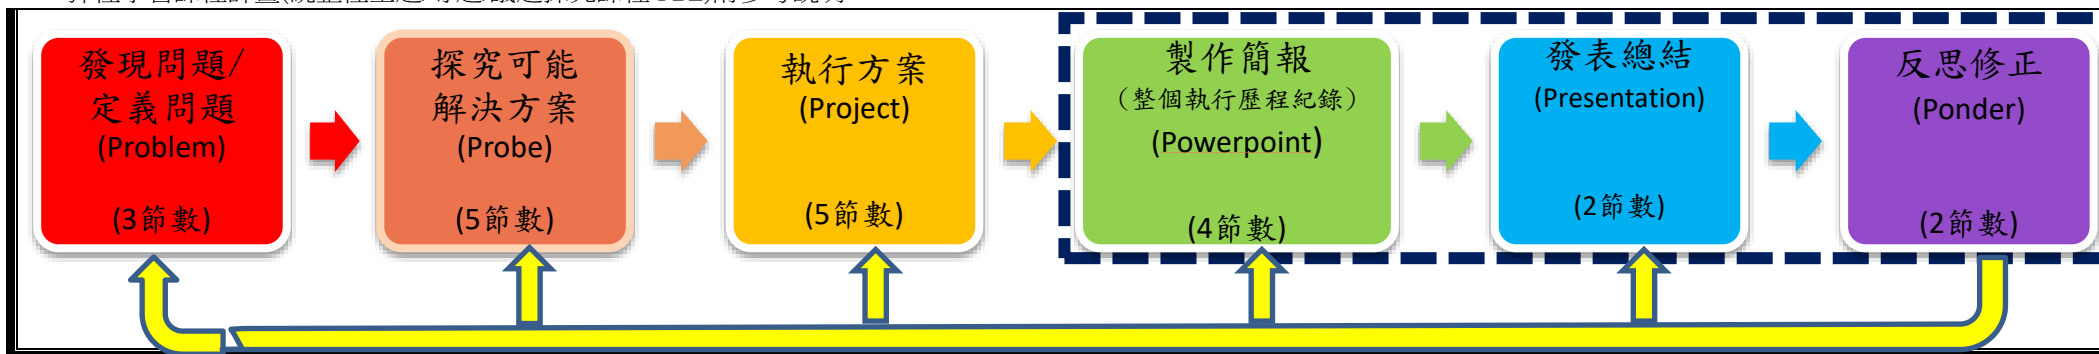 發現問題/
定義問題
(Problem)
(3節數)
探究可能
解決方案
(Probe)
(5節數)
執行方案
(Project)
(5節數)
製作簡報
（整個執行歷程紀錄）
(Powerpoint)
(4節數)
發表總結
(Presentation)
(2節數)
反思修正
(Ponder)
(2節數)